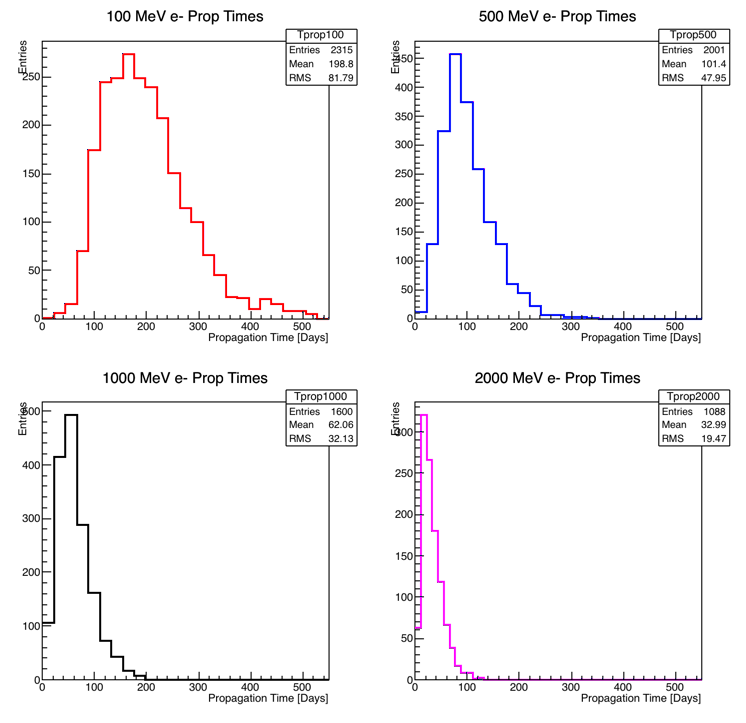 100 MeV e- Prop Times
Tprop100
Entries 2315
Mean 198.8
RMS 81.79
Entries
250
200
150
100
50
0
0 100 200 300 400 500
Propagation Time [Days]
500 MeV e- Prop Times
Tprop500
Entries 2001
Mean 101.4
RMS 47.95
Entries
450
400
350
300
250
200
150
100
50
0
0 100 200 300 400 500
Propagation Time [Days]
1000 MeV e- Prop Times
Tprop1000
Entries 1600
Mean 62.06
RMS 32.13
Entries
500
400
300
200
100
0
0 100 200 300 400 500
Propagation Time [Days]
2000 MeV e- Prop Times
Tprop2000
Entries 1088
Mean 32.99
RMS 19.47
Entries
300
250
200
150
100
50
0
0 100 200 300 400 500
Propagation Time [Days]